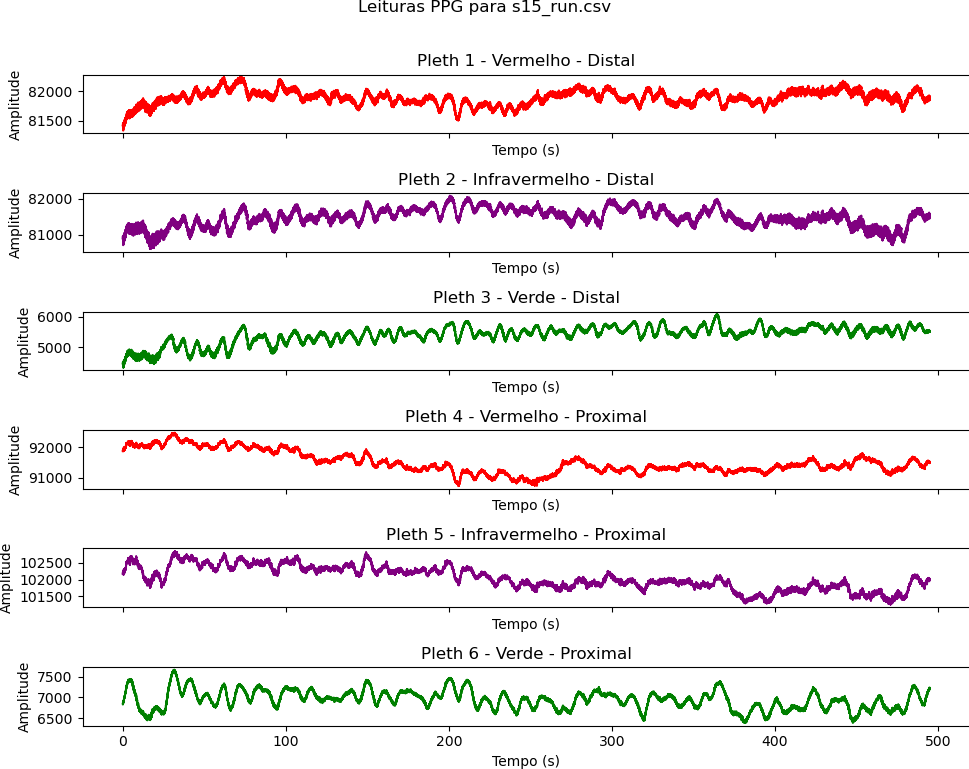 Leituras PPG para s15_run.csv
Pleth 1 - Vermelho - Distal
Amplitude
82000
81500
0
Tempo (s)
Pleth 2 - Infravermelho - Distal
Amplitude
82000
81000
Tempo (s)
Pleth 3 - Verde - Distal
Amplitude
6000
5000
Tempo (s)
Pleth 4 - Vermelho - Proximal
Amplitude
92000
91000
Tempo (s)
Pleth 5 - Infravermelho - Proximal
Amplitude
102500
102000
101500
Tempo (s)
Pleth 6 - Verde - Proximal
Amplitude
7500
7000
6500
0 100 200 300 400 500
Tempo (s)